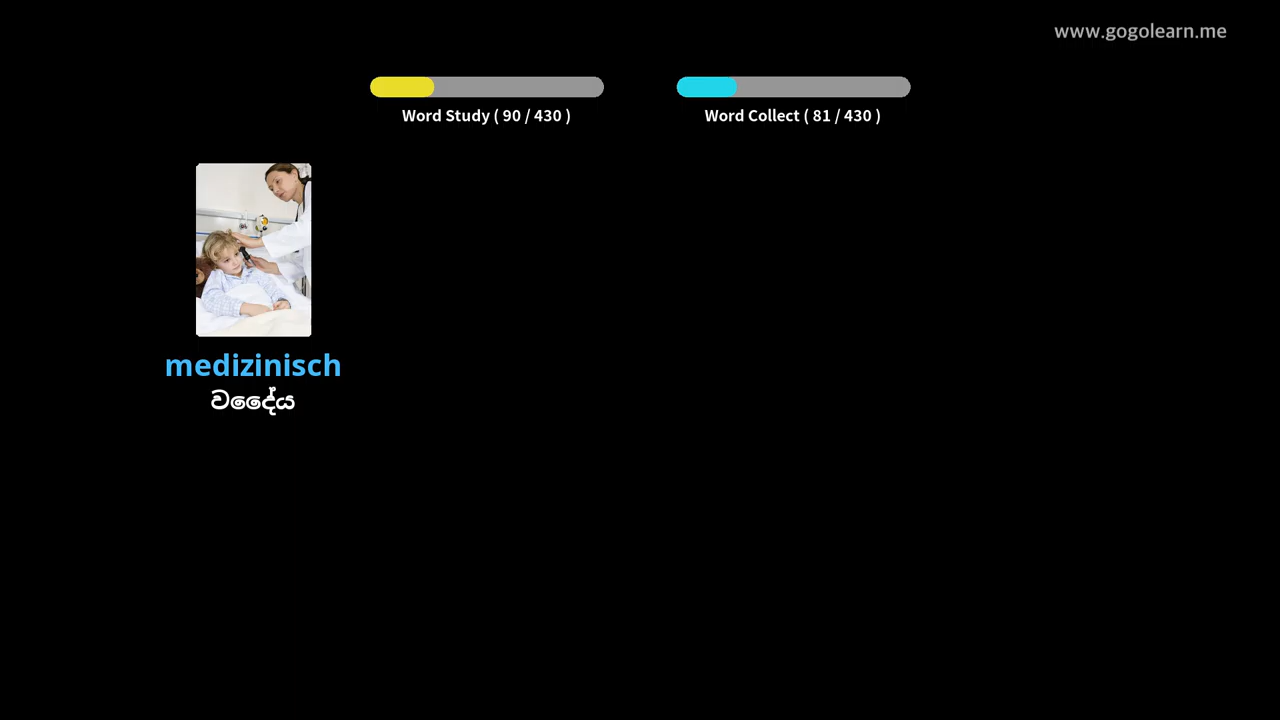 www.gogolearn.me
Word Study ( 90 / 430 )
Word Collect ( 81 / 430 )
medizinisch
වෛද්‍ය